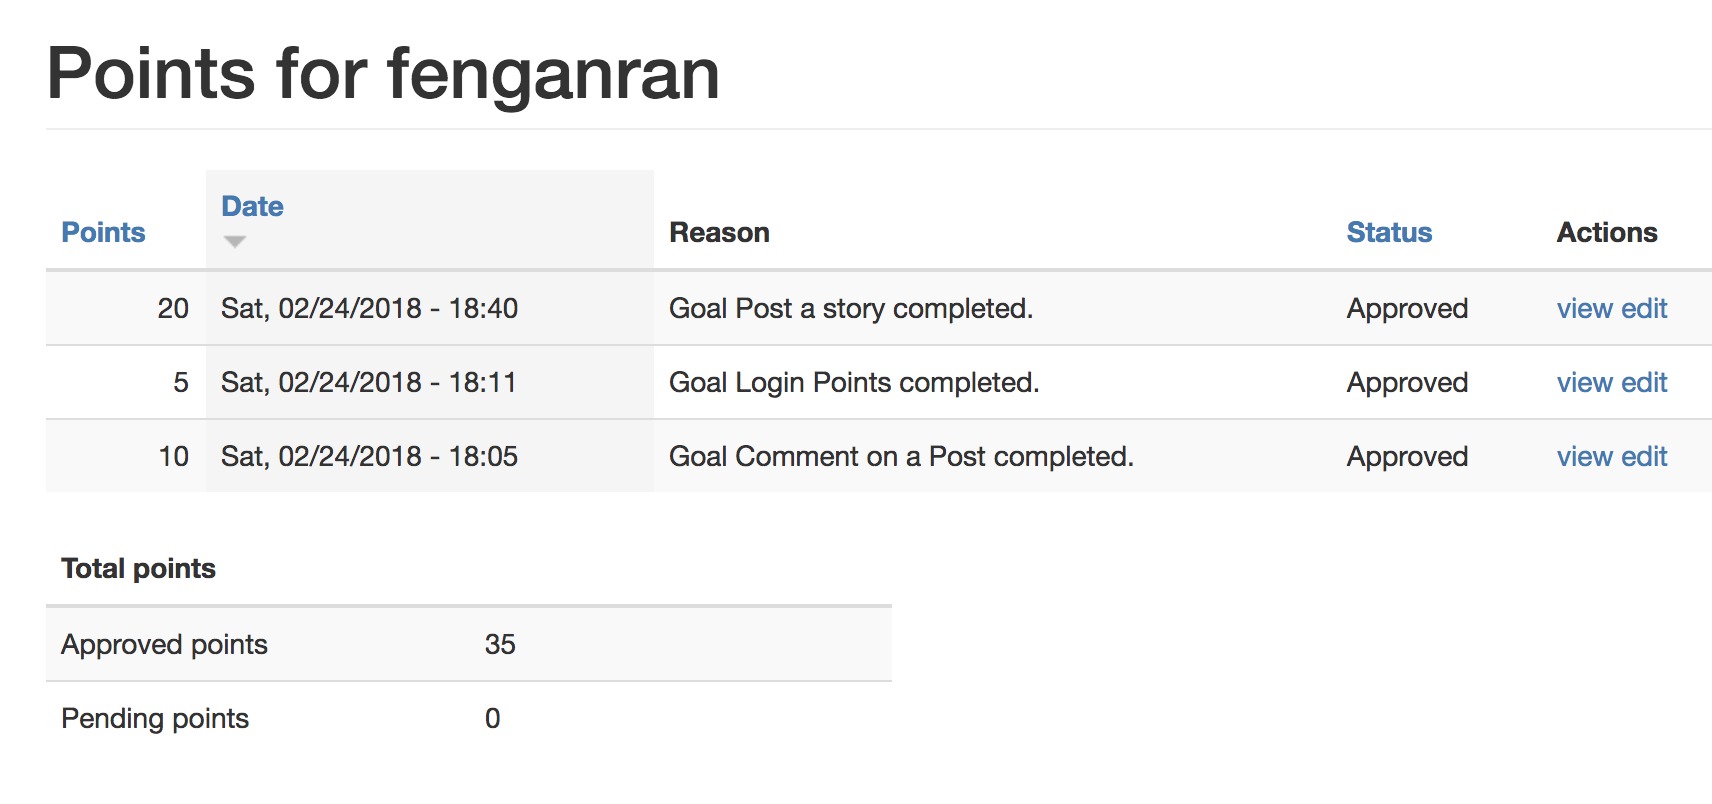 Points for fenganran
Points Date Reason Status Actions
20 Sat, 02/24/2018 - 18:40 Goal Post a story completed. Approved view edit
5 Sat, 02/24/2018 - 18:11 Goal Login Points completed. Approved view edit
10 Sat, 02/24/2018 - 18:05 Goal Comment on a Post completed. Approved view edit
Total points
Approved points 35
Pending points 0